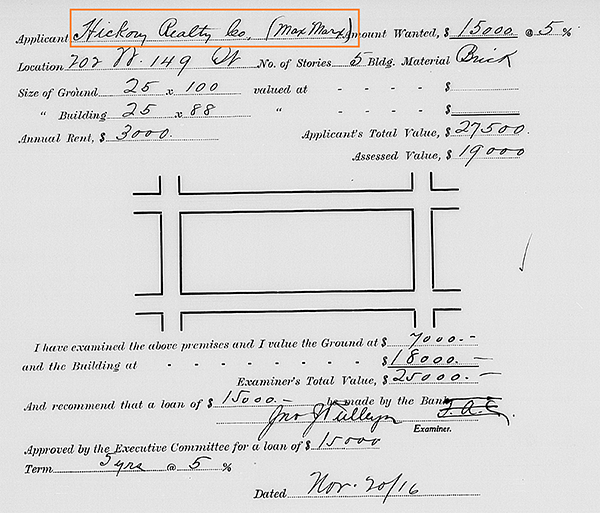 Applicant Hickory Realty Co. (Max Marx) Amount Wanted, $ 15000 @ 5 %
Location 702 W. 149 St No. of Stories 5 Bldg. Material Brick
Size of Ground 25 x 100 valued at - - - - $
" Building 25 x 88 " - - - - $
Annual Rent, $ 3000. Applicant's Total Value, $ 27500.
Assessed Value, $ 19000
I have examined the above premises and I value the Ground at $ 7000.-
and the Building at - - - - - - - $ 18000.-
Examiner's Total Value, $ 25000.-
And recommend that a loan of $ 15000.- be made by the Bank
Examiner.
Approved by the Executive Committee for a loan of $ 15000
Term 5 yrs @ 5 %
Dated Nov. 20/16